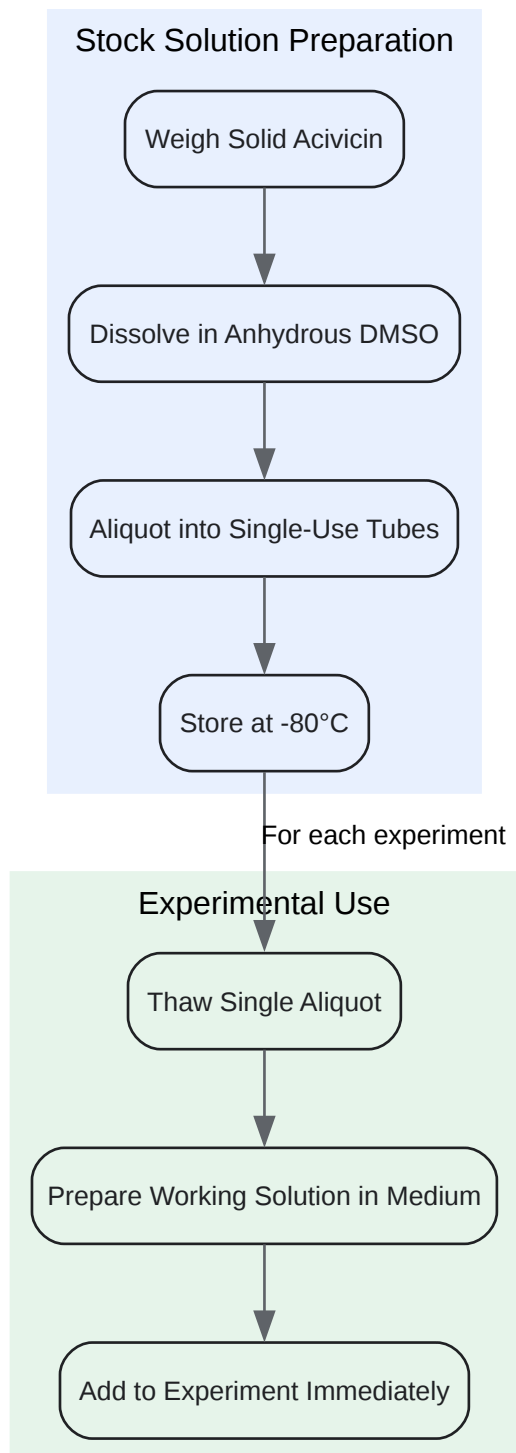 Stock Solution Preparation
Weigh Solid Acivicin
Dissolve in Anhydrous DMSO
Aliquot into Single-Use Tubes
Store at -80°C
For each experiment
Experimental Use
Thaw Single Aliquot
Prepare Working Solution in Medium
Add to Experiment Immediately